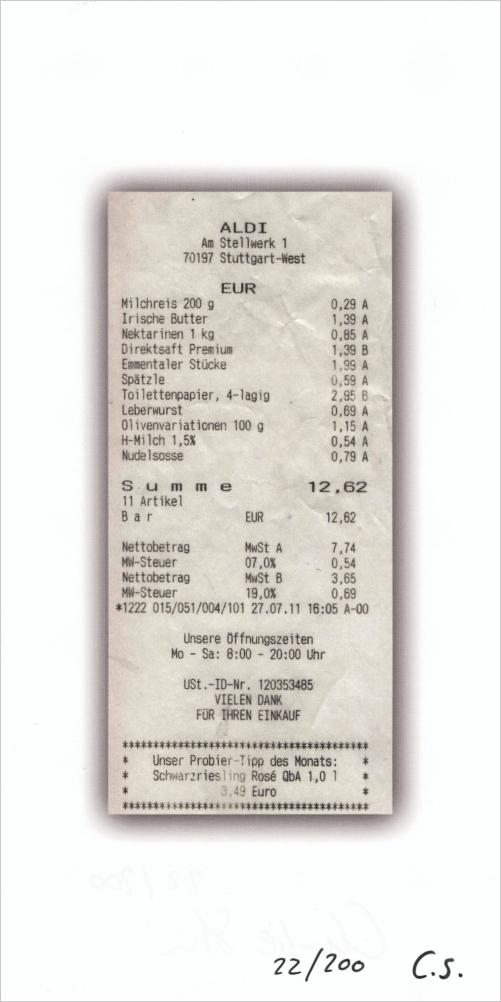 ALDI
Am Stellwerk 1
70197 Stuttgart-West
EUR
Milchreis 200 g 0,29 A
Irische Butter 1,39 A
Nektarinen 1 kg 0,85 A
Direktsaft Premium 1,39 B
Emmentaler Stücke 1,99 A
Spätzle 0,59 A
Toilettenpapier, 4-lagig 2,95 B
Leberwurst 0,69 A
Olivenvariationen 100 g 1,15 A
H-Milch 1,5% 0,54 A
Nudelsosse 0,79 A
Summe 12,62
11 Artikel
Bar EUR 12,62
Nettobetrag MwSt A 7,74
MW-Steuer 07,0% 0,54
Nettobetrag MwSt B 3,65
MW-Steuer 19,0% 0,69
*1222 015/051/004/101 27.07.11 16:05 A-00
Unsere Öffnungszeiten
Mo - Sa: 8:00 - 20:00 Uhr
USt.-ID-Nr. 120353485
VIELEN DANK
FÜR IHREN EINKAUF
***************************************
* Unser Probier-Tipp des Monats: *
* Schwarzriesling Rosé QbA 1,0 l *
* 3,49 Euro *
***************************************
22/200 C.S.